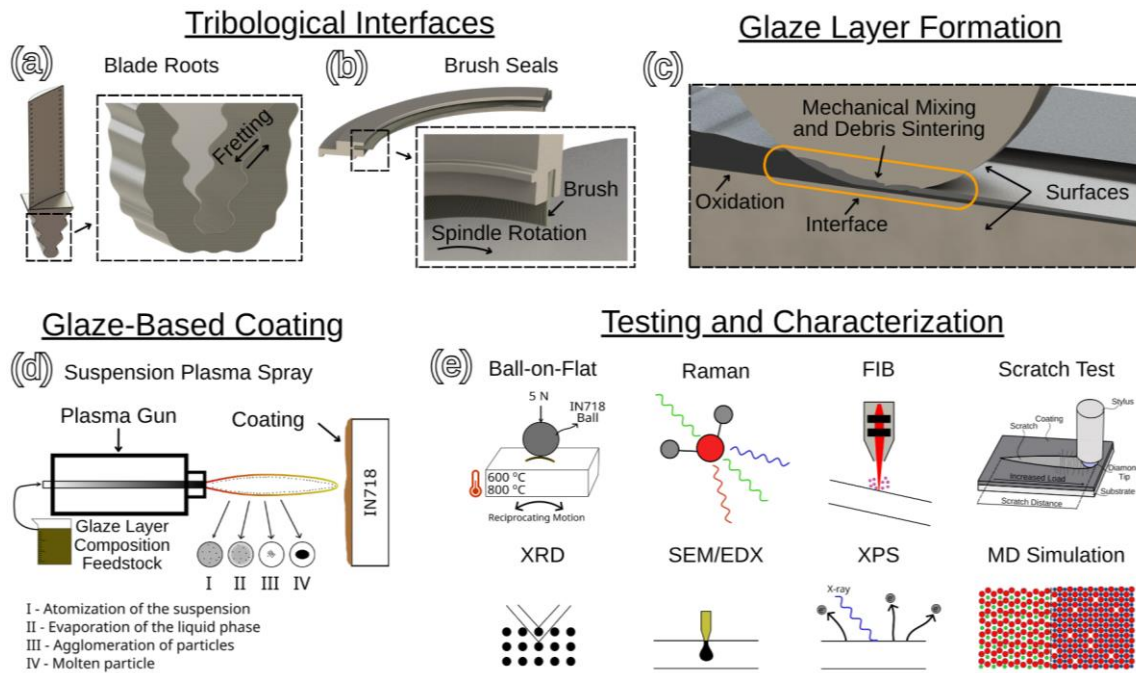 Tribological Interfaces
(a)
Blade Roots
Fretting
(b)
Brush Seals
Brush
Spindle Rotation
Glaze Layer Formation
(c)
Mechanical Mixing
and Debris Sintering
Oxidation
Interface
Surfaces
Glaze-Based Coating
(d)
Suspension Plasma Spray
Plasma Gun
Coating
IN718
Glaze Layer
Composition
Feedstock
I
II
III
IV
I - Atomization of the suspension
II - Evaporation of the liquid phase
III - Agglomeration of particles
IV - Molten particle
Testing and Characterization
(e)
Ball-on-Flat
5 N
IN718
Ball
600 °C
800 °C
Reciprocating Motion
Raman
FIB
Scratch Test
Stylus
Coating
Scratch
Diamon
Tip
Increased Load
Substrate
Scratch Distance
XRD
SEM/EDX
XPS
X-ray
MD Simulation